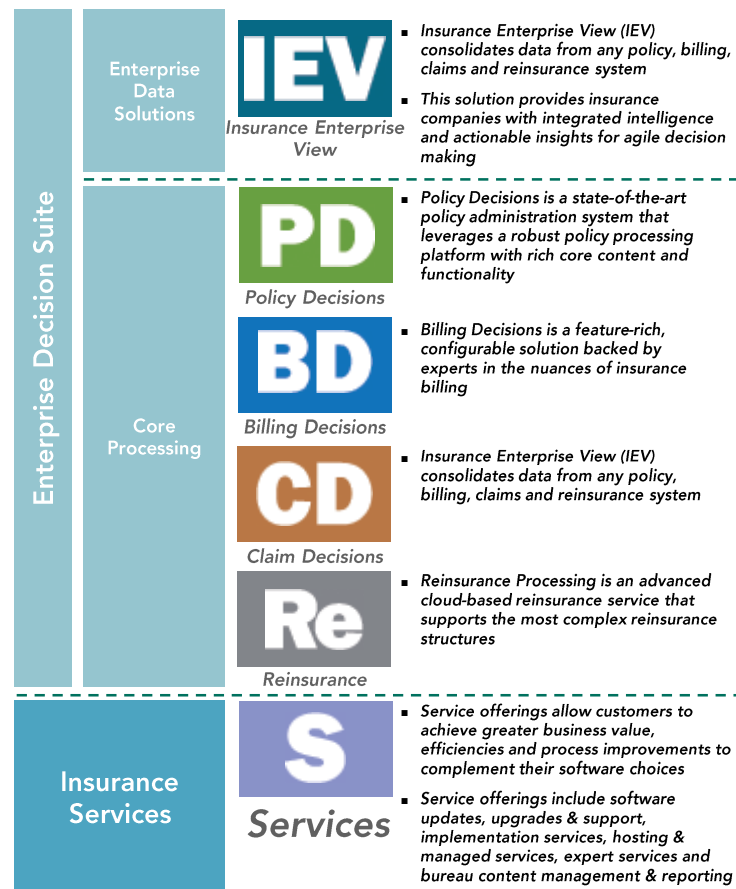 Enterprise Decision Suite
Enterprise
Data
Solutions
IEV
Insurance Enterprise
View
▪ Insurance Enterprise View (IEV)
consolidates data from any policy, billing,
claims and reinsurance system
▪ This solution provides insurance
companies with integrated intelligence
and actionable insights for agile decision
making
Core
Processing
PD
Policy Decisions
▪ Policy Decisions is a state-of-the-art
policy administration system that
leverages a robust policy processing
platform with rich core content and
functionality
BD
Billing Decisions
▪ Billing Decisions is a feature-rich,
configurable solution backed by
experts in the nuances of insurance
billing
CD
Claim Decisions
▪ Insurance Enterprise View (IEV)
consolidates data from any policy,
billing, claims and reinsurance system
Re
Reinsurance
▪ Reinsurance Processing is an advanced
cloud-based reinsurance service that
supports the most complex reinsurance
structures
Insurance
Services
S
Services
▪ Service offerings allow customers to
achieve greater business value,
efficiencies and process improvements to
complement their software choices
▪ Service offerings include software
updates, upgrades & support,
implementation services, hosting &
managed services, expert services and
bureau content management & reporting